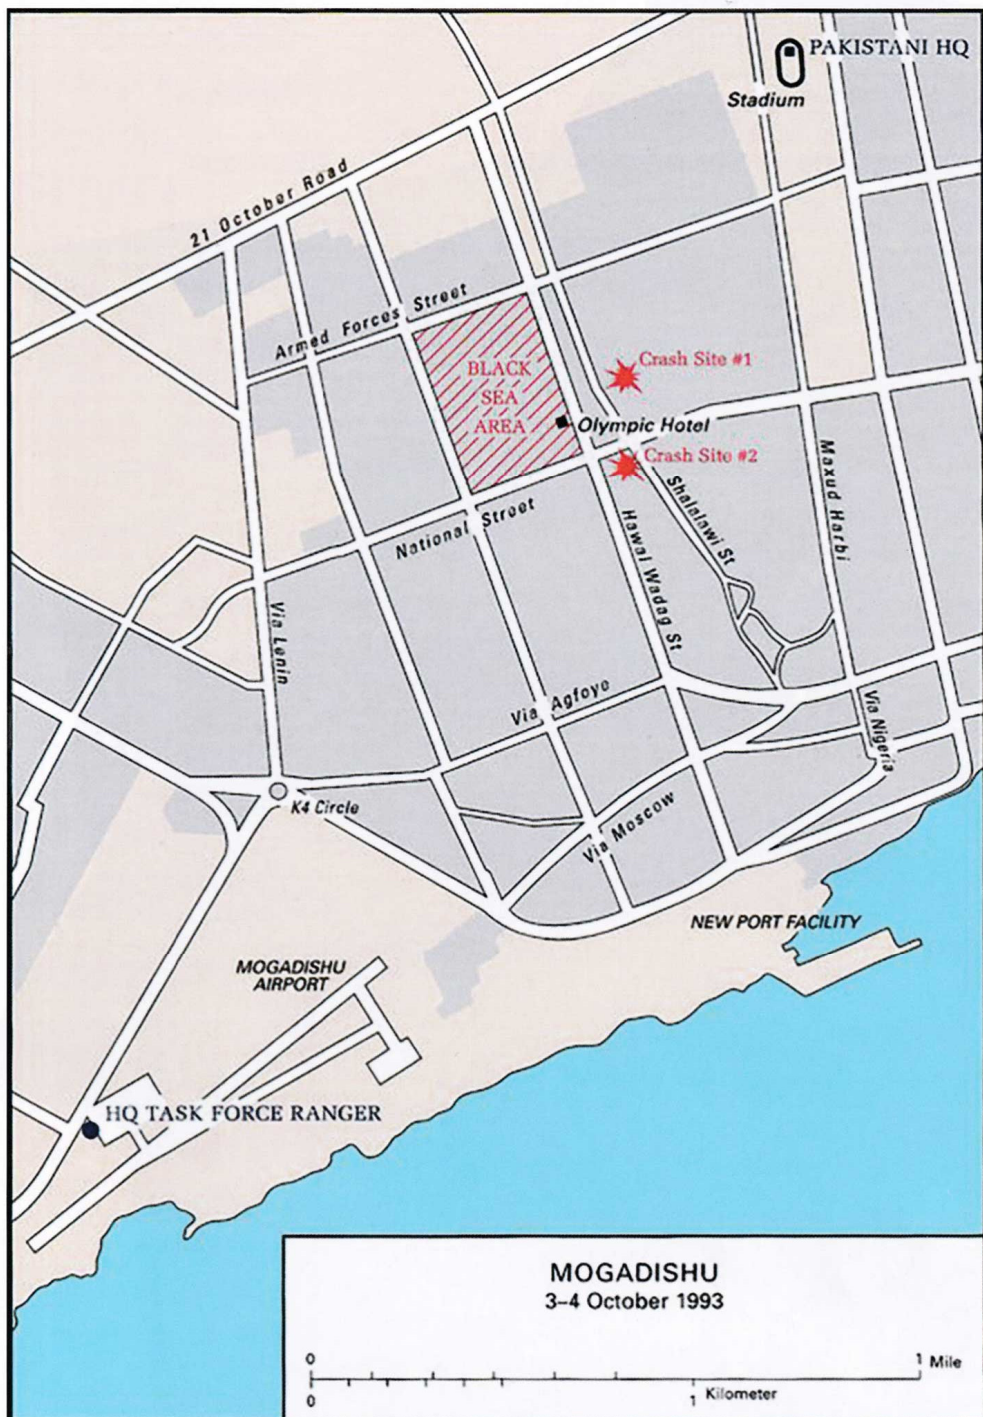 PAKISTANI HQ
Stadium
21 October Road
Armed Forces Street
BLACK
SEA
AREA
Crash Site #1
Olympic Hotel
Crash Site #2
National Street
Shalalawi St
Hawal Wadag St
Maxud Harbi
Via Lenin
Via Agfoye
Via Nigeria
K4 Circle
Via Moscow
NEW PORT FACILITY
MOGADISHU
AIRPORT
HQ TASK FORCE RANGER
MOGADISHU
3–4 October 1993
0 1 Mile
0 1 Kilometer